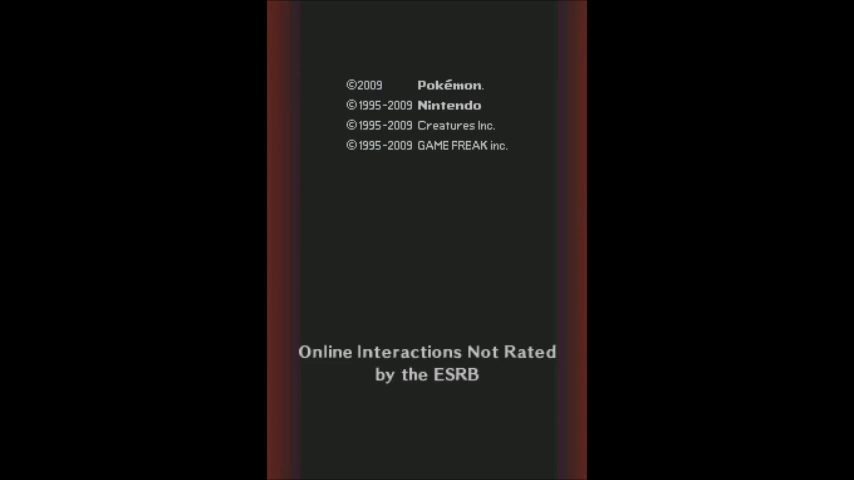 ©2009 Pokémon.
©1995-2009 Nintendo
©1995-2009 Creatures Inc.
©1995-2009 GAME FREAK inc.
Online Interactions Not Rated
by the ESRB